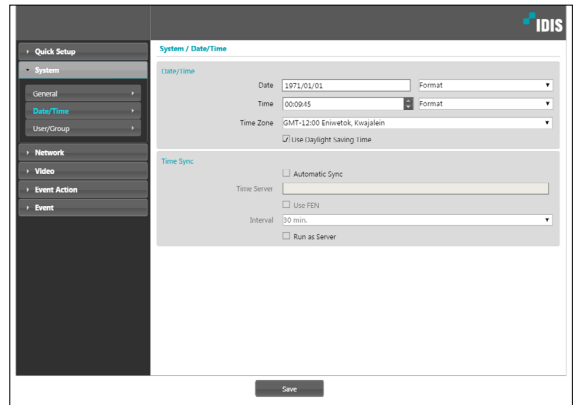 IDIS
Quick Setup
System
General
Date/Time
User/Group
Network
Video
Event Action
Event
System / Date/Time
Date/Time
Date 1971/01/01 Format
Time 00:09:45 Format
Time Zone GMT-12:00 Eniwetok, Kwajalein
Use Daylight Saving Time
Time Sync
Automatic Sync
Time Server
Use FEN
Interval 30 min.
Run as Server
Save